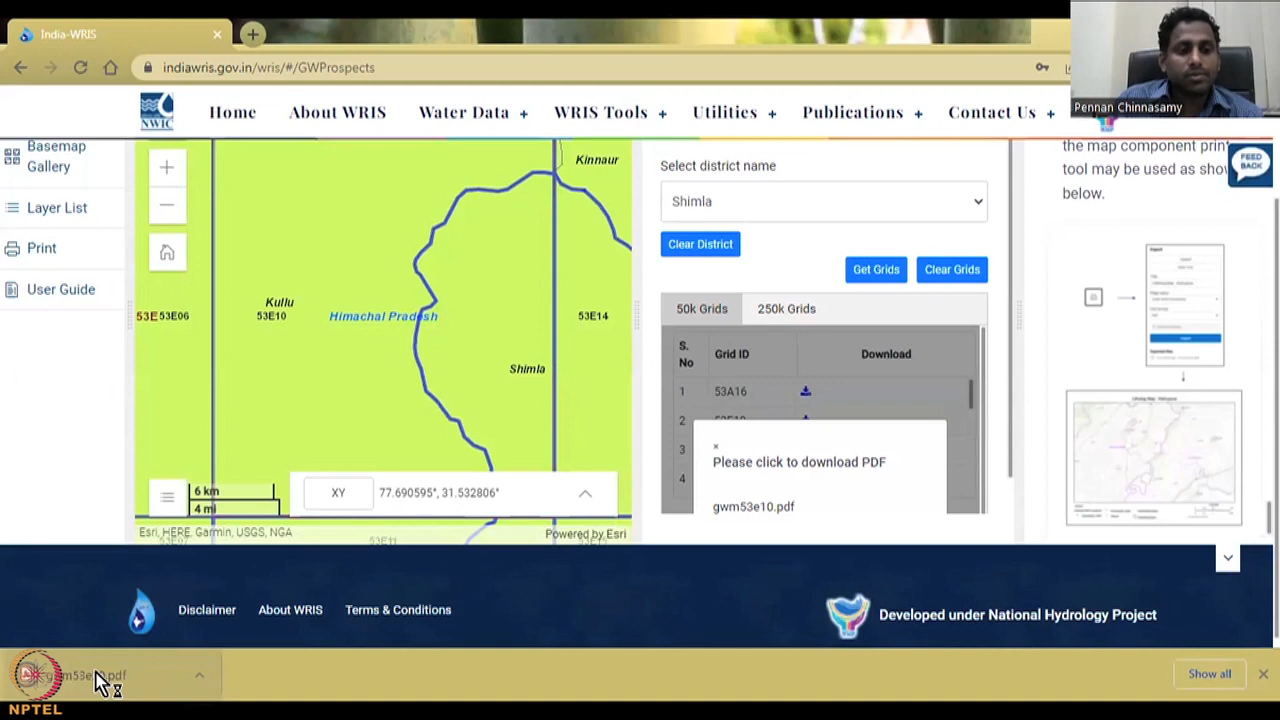 India-WRIS
indiawris.gov.in/wris/#/GWProspects
Pennan Chinnasamy
NWIC
Home
About WRIS
Water Data +
WRIS Tools +
Utilities +
Publications +
Contact Us +
Basemap
Gallery
Layer List
Print
User Guide
Kinnaur
Kullu
53E
53E06
53E10
Himachal Pradesh
53E14
Shimla
6 km
4 mi
XY
77.690595°, 31.532806°
Esri, HERE, Garmin, USGS, NGA
Powered by Esri
53E11
Select district name
Shimla
Clear District
Get Grids
Clear Grids
50k Grids
250k Grids
S.
No
Grid ID
Download
1
53A16
2
3
4
×
Please click to download PDF
gwm53e10.pdf
the map component print
tool may be used as
below.
FEED
BACK
Disclaimer
About WRIS
Terms & Conditions
Developed under National Hydrology Project
gwm53e10.pdf
Show all
NPTEL